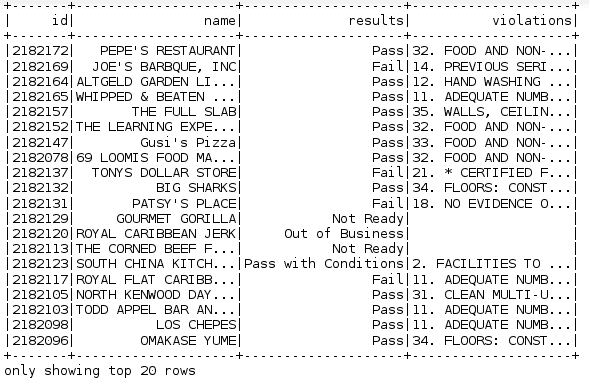 +-------+--------------------+--------------------+--------------------+
|     id|                name|             results|          violations|
+-------+--------------------+--------------------+--------------------+
|2182172|   PEPE'S RESTAURANT|                Pass|32. FOOD AND NON-...|
|2182169|   JOE'S BARBQUE, INC|                Fail|14. PREVIOUS SERI...|
|2182164|ALTGELD GARDEN LI...|                Pass|12. HAND WASHING ...|
|2182165|WHIPPED & BEATEN ...|                Pass|11. ADEQUATE NUMB...|
|2182157|       THE FULL SLAB|                Pass|35. WALLS, CEILIN...|
|2182152|THE LEARNING EXPE...|                Pass|32. FOOD AND NON-...|
|2182147|        Gusi's Pizza|                Pass|33. FOOD AND NON-...|
|2182078|69 LOOMIS FOOD MA...|                Pass|32. FOOD AND NON-...|
|2182137|  TONYS DOLLAR STORE|                Fail|21. * CERTIFIED F...|
|2182132|          BIG SHARKS|                Pass|34. FLOORS: CONST...|
|2182131|       PATSY'S PLACE|                Fail|18. NO EVIDENCE O...|
|2182129|     GOURMET GORILLA|           Not Ready|                    |
|2182120|ROYAL CARIBBEAN JERK|     Out of Business|                    |
|2182113|THE CORNED BEEF F...|           Not Ready|                    |
|2182123|SOUTH CHINA KITCH...|Pass with Conditions|2. FACILITIES TO ...|
|2182117|ROYAL FLAT CARIBB...|                Fail|11. ADEQUATE NUMB...|
|2182105|NORTH KENWOOD DAY...|                Pass|31. CLEAN MULTI-U...|
|2182103|TODD APPEL BAR AN...|                Pass|11. ADEQUATE NUMB...|
|2182098|         LOS CHEPES|                Pass|11. ADEQUATE NUMB...|
|2182096|        OMAKASE YUME|                Pass|34. FLOORS: CONST...|
+-------+--------------------+--------------------+--------------------+
only showing top 20 rows